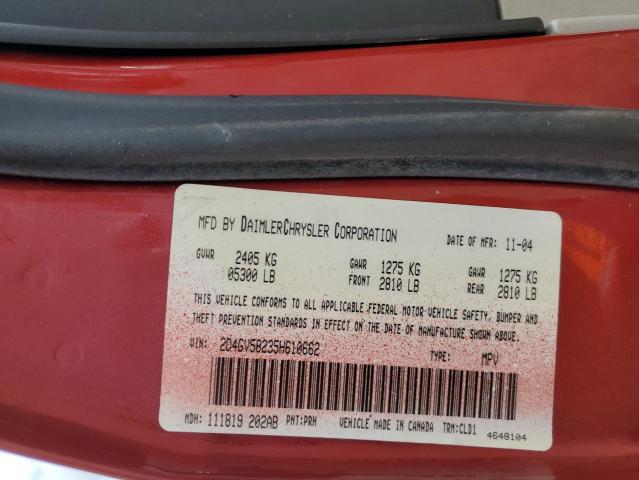 MFD BY DAIMLERCHRYSLER CORPORATION DATE OF MFR: 11-04
GVWR 2405 KG GAWR 1275 KG GAWR 1275 KG
05300 LB FRONT 2810 LB REAR 2810 LB
THIS VEHICLE CONFORMS TO ALL APPLICABLE FEDERAL MOTOR VEHICLE SAFETY, BUMPER AND
THEFT PREVENTION STANDARDS IN EFFECT ON THE DATE OF MANUFACTURE SHOWN ABOVE.
VIN: 2D4GV58235H610662 TYPE: MPV
MDH: 111819 202AB PNT: PRH VEHICLE MADE IN CANADA TRM: CLD1
4648104